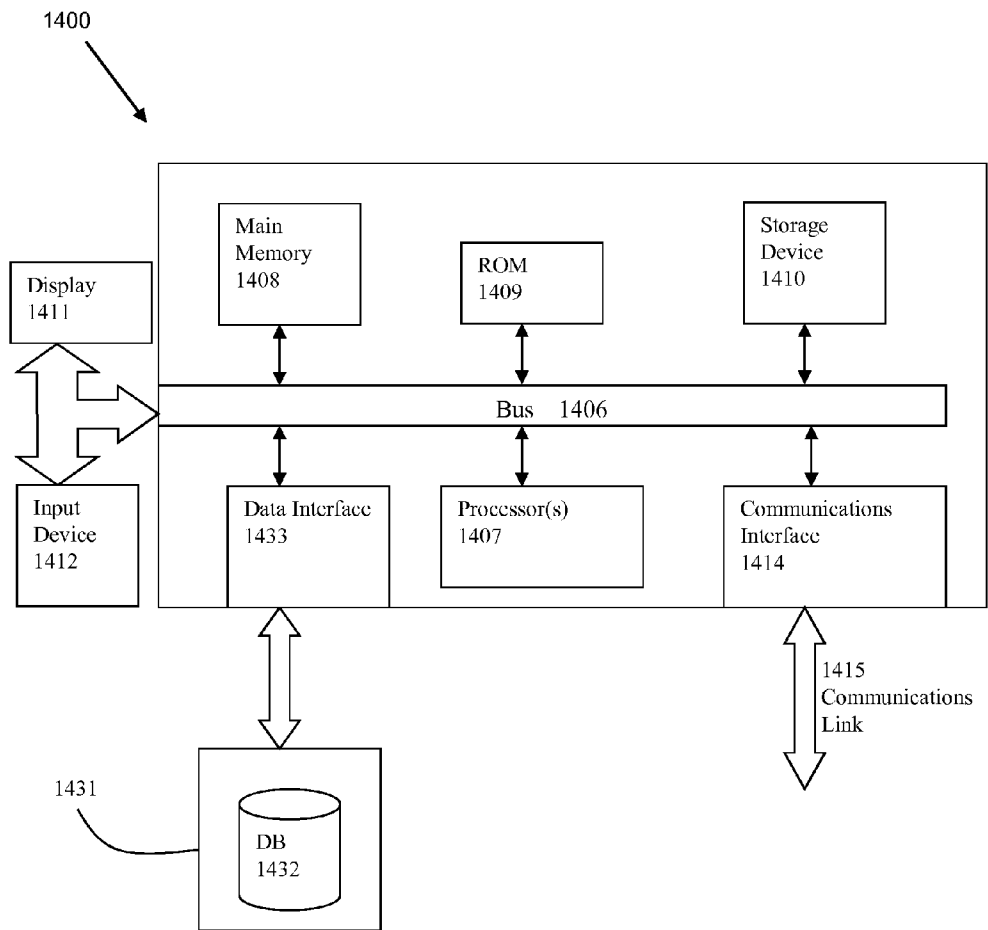 1400
Main
Memory
1408
ROM
1409
Storage
Device
1410
Display
1411
Bus 1406
Input
Device
1412
Data Interface
1433
Processor(s)
1407
Communications
Interface
1414
1415
Communications
Link
1431
DB
1432